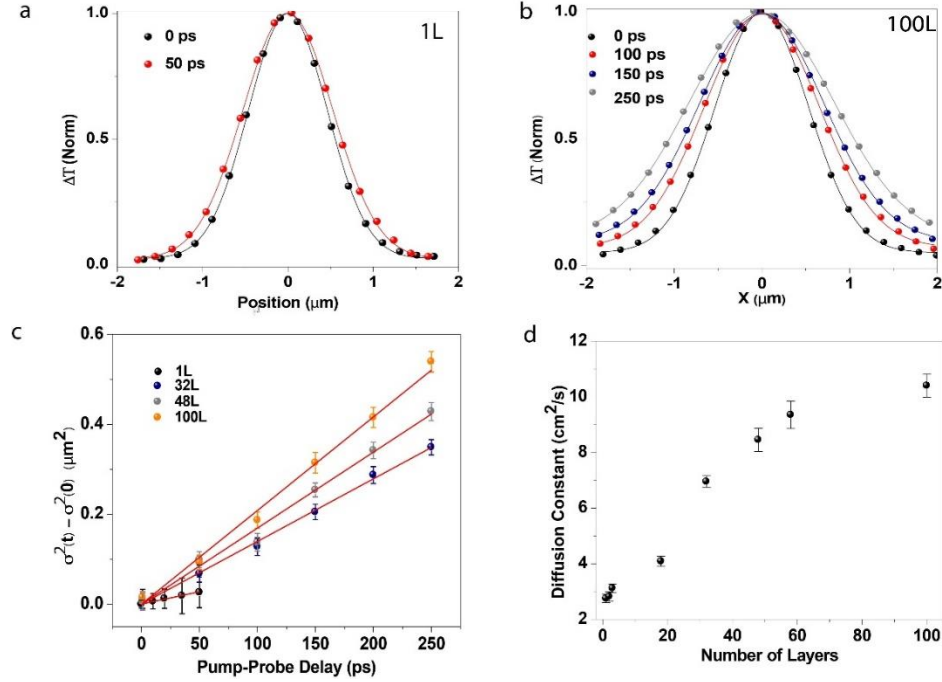 a
1L
0 ps
50 ps
ΔT (Norm)
1.0
0.5
0.0
-2
-1
0
1
2
Position (μm)
b
100L
0 ps
100 ps
150 ps
250 ps
ΔT (Norm)
1.0
0.5
0.0
-2
-1
0
1
2
X (μm)
c
1L
32L
48L
100L
σ²(t) – σ²(0) (μm²)
0.6
0.4
0.2
0.0
0
50
100
150
200
250
Pump-Probe Delay (ps)
d
Diffusion Constant (cm²/s)
12
10
8
6
4
2
0
20
40
60
80
100
Number of Layers